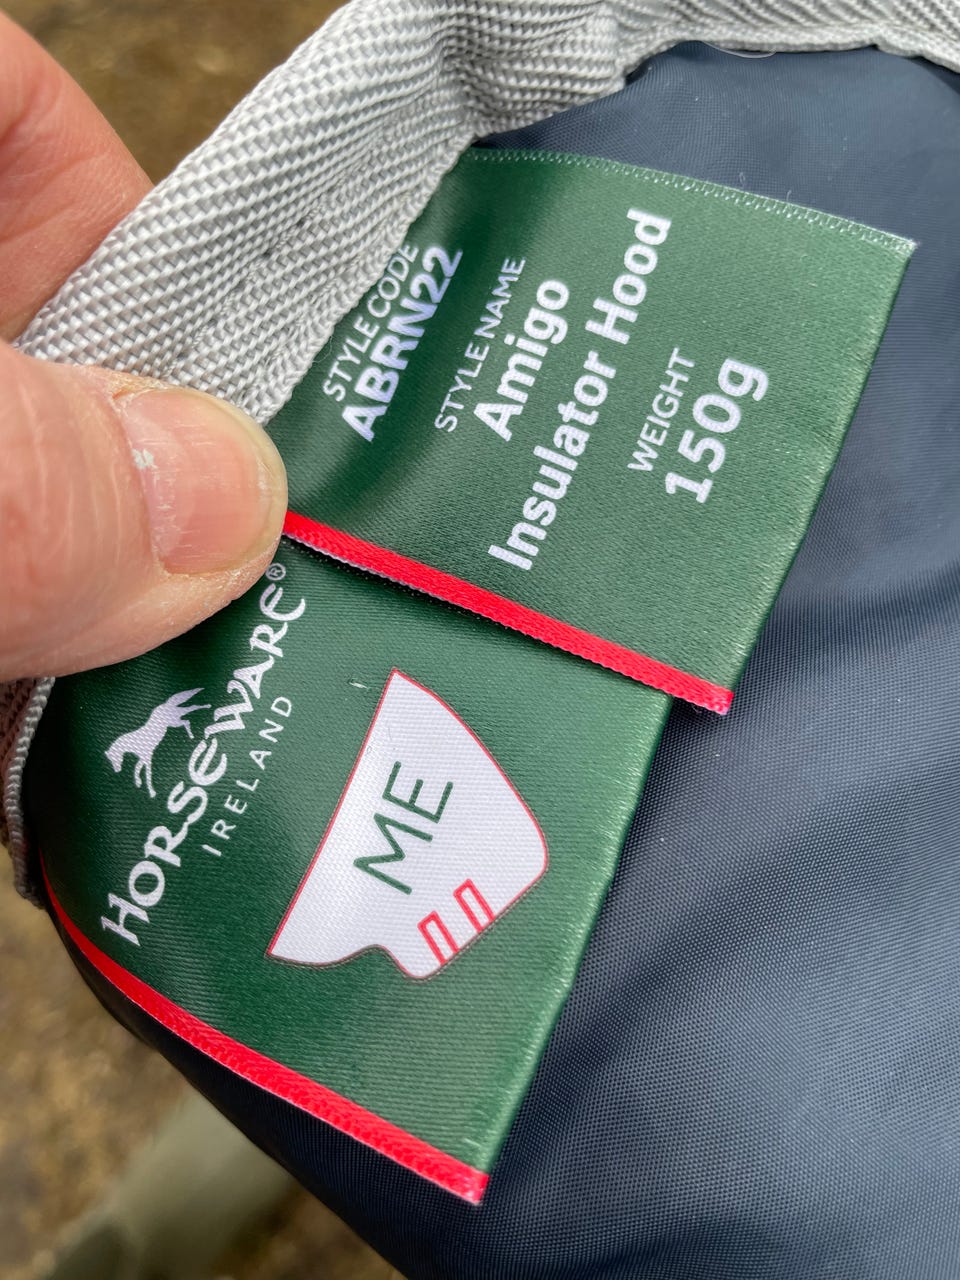 STYLE CODE
ABRN22
STYLE NAME
Amigo
Insulator Hood
WEIGHT
150g
HORSEWARE®
IRELAND
ME